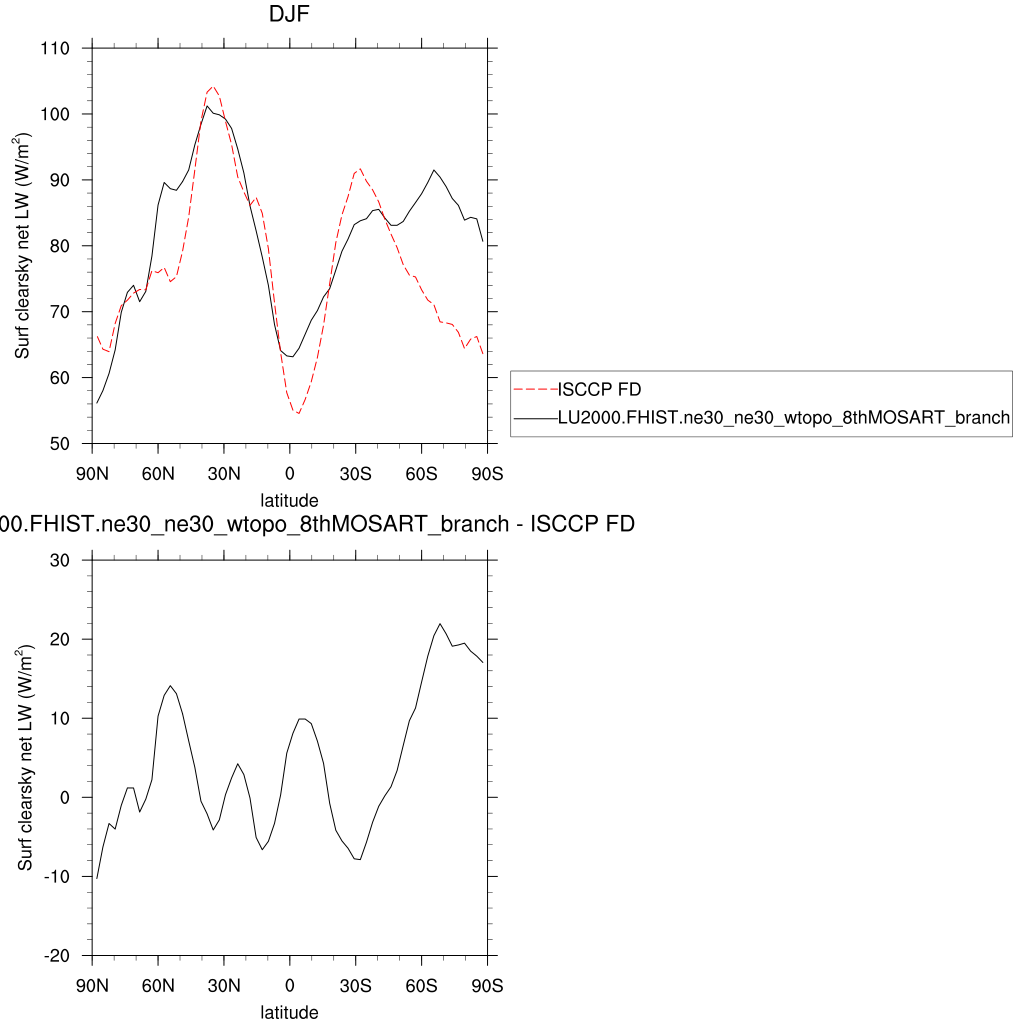 DJF
110
100
90
80
70
60
50
Surf clearsky net LW (W/m²)
90N 60N 30N 0 30S 60S 90S
latitude
ISCCP FD
LU2000.FHIST.ne30_ne30_wtopo_8thMOSART_branch
00.FHIST.ne30_ne30_wtopo_8thMOSART_branch - ISCCP FD
30
20
10
0
-10
-20
Surf clearsky net LW (W/m²)
90N 60N 30N 0 30S 60S 90S
latitude